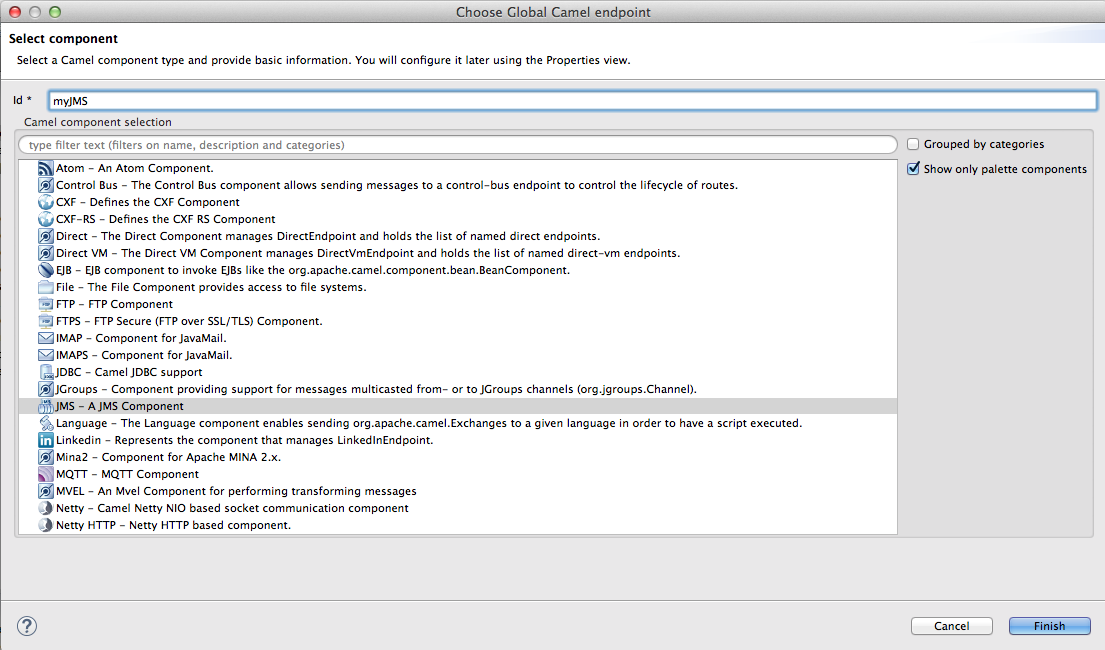 Choose Global Camel endpoint
Select component
Select a Camel component type and provide basic information. You will configure it later using the Properties view.
Id *
myJMS
Camel component selection
type filter text (filters on name, description and categories)
Grouped by categories
Show only palette components
Atom – An Atom Component.
Control Bus – The Control Bus component allows sending messages to a control-bus endpoint to control the lifecycle of routes.
CXF – Defines the CXF Component
CXF-RS – Defines the CXF RS Component
Direct – The Direct Component manages DirectEndpoint and holds the list of named direct endpoints.
Direct VM – The Direct VM Component manages DirectVmEndpoint and holds the list of named direct-vm endpoints.
EJB – EJB component to invoke EJBs like the org.apache.camel.component.bean.BeanComponent.
File – The File Component provides access to file systems.
FTP – FTP Component
FTPS – FTP Secure (FTP over SSL/TLS) Component.
IMAP – Component for JavaMail.
IMAPS – Component for JavaMail.
JDBC – Camel JDBC support
JGroups – Component providing support for messages multicasted from- or to JGroups channels (org.jgroups.Channel).
JMS – A JMS Component
Language – The Language component enables sending org.apache.camel.Exchanges to a given language in order to have a script executed.
Linkedin – Represents the component that manages LinkedInEndpoint.
Mina2 – Component for Apache MINA 2.x.
MQTT – MQTT Component
MVEL – An Mvel Component for performing transforming messages
Netty – Camel Netty NIO based socket communication component
Netty HTTP – Netty HTTP based component.
?
Cancel
Finish